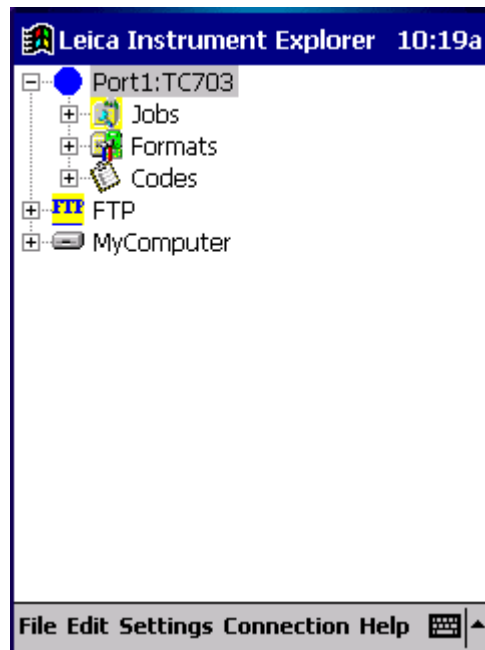 Leica Instrument Explorer 10:19a
Port1:TC703
Jobs
Formats
Codes
FTP FTP
MyComputer
File Edit Settings Connection Help